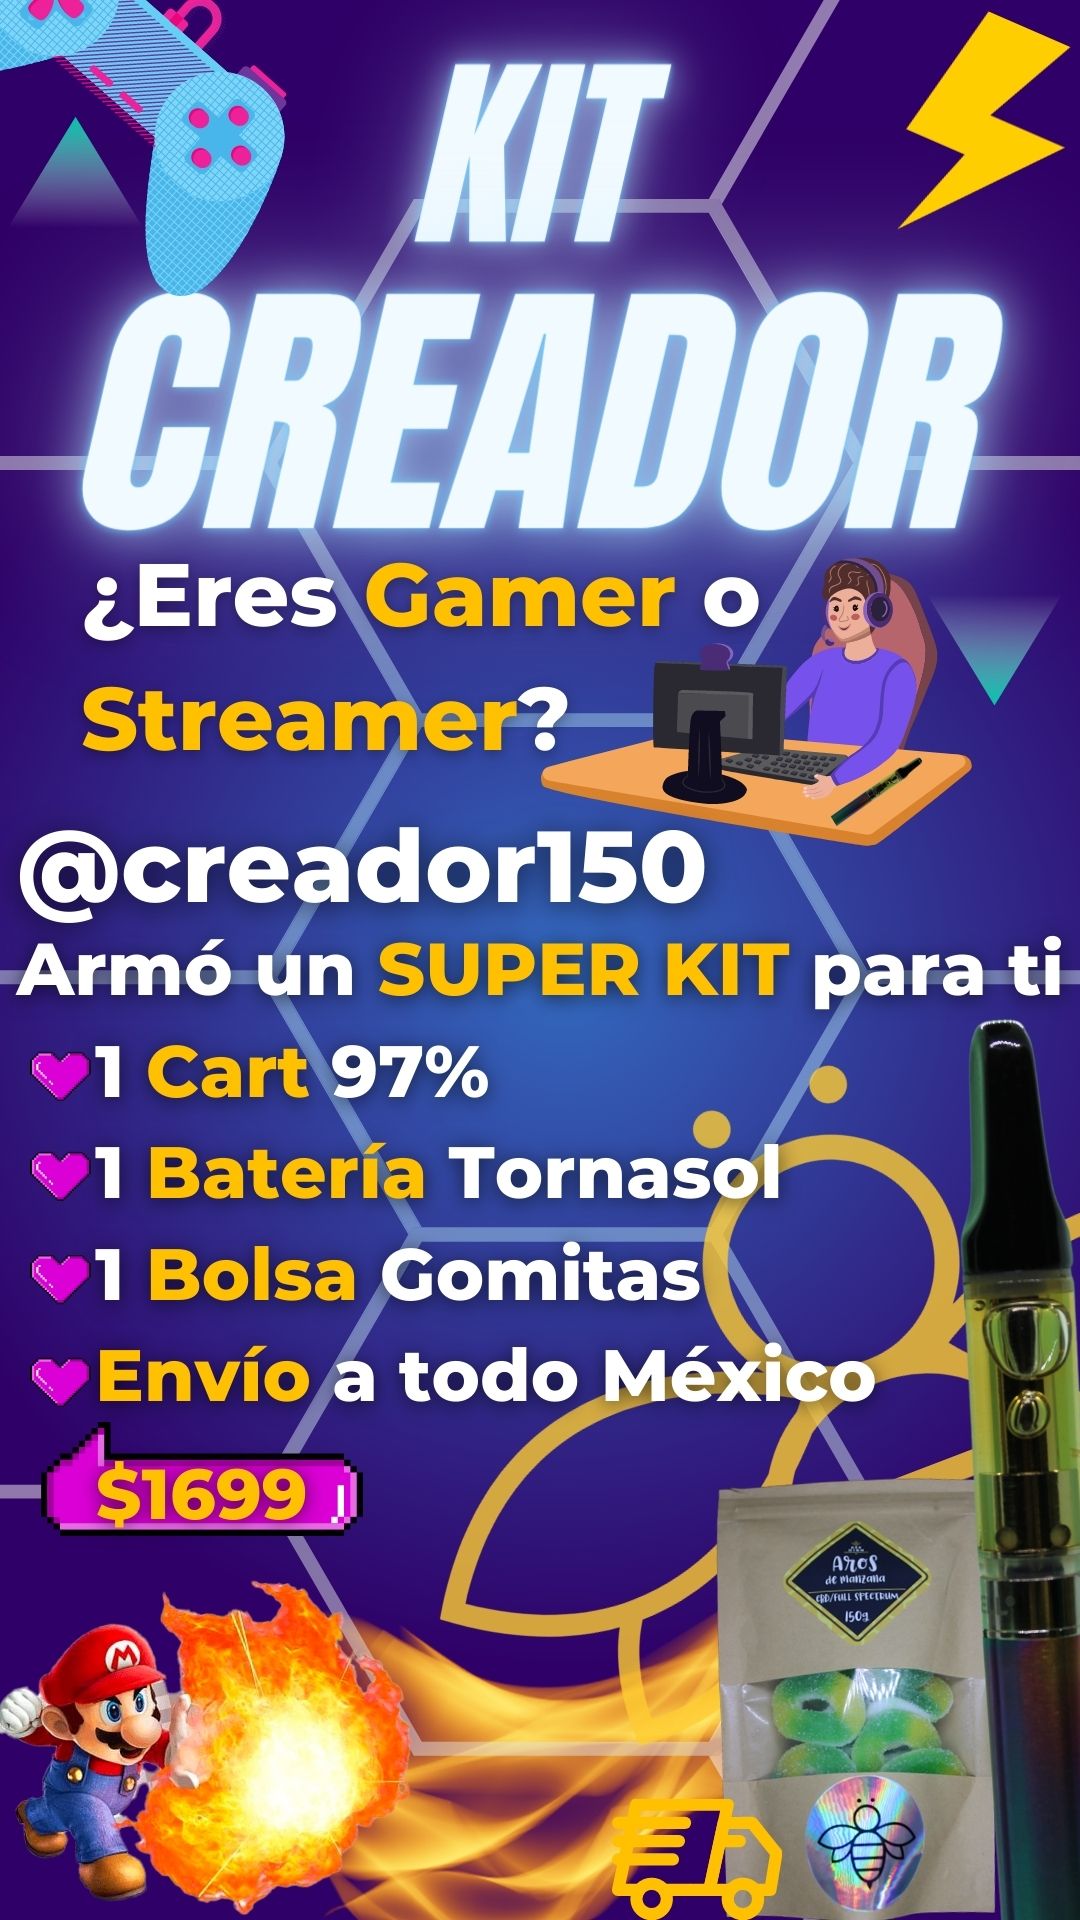 KIT
CREADOR
¿Eres Gamer o
Streamer?
@creador150
Armó un SUPER KIT para ti
1 Cart 97%
1 Batería Tornasol
1 Bolsa Gomitas
Envío a todo México
$1699
AROS
de manzana
CBD/FULL SPECTRUM
150g
M